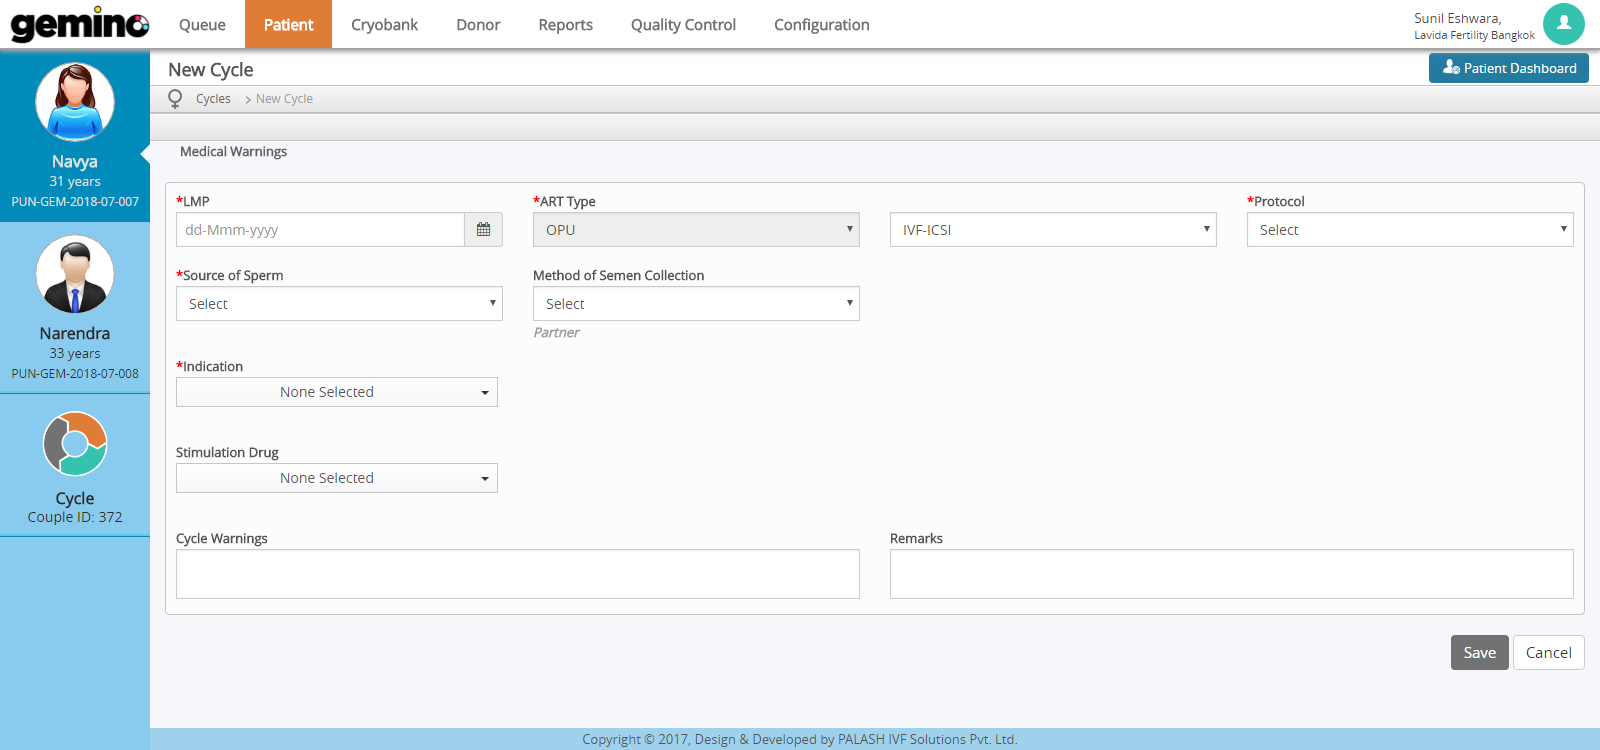 gemino Queue Patient Cryobank Donor Reports Quality Control Configuration
Sunil Eshwara,
Lavida Fertility Bangkok
New Cycle
Patient Dashboard
Cycles > New Cycle
Navya
31 years
PUN-GEM-2018-07-007
Narendra
33 years
PUN-GEM-2018-07-008
Cycle
Couple ID: 372
Medical Warnings
*LMP *ART Type *Protocol
dd-Mmm-yyyy OPU IVF-ICSI Select
*Source of Sperm Method of Semen Collection
Select Select
Partner
*Indication
None Selected
Stimulation Drug
None Selected
Cycle Warnings Remarks
Save Cancel
Copyright © 2017, Design & Developed by PALASH IVF Solutions Pvt. Ltd.